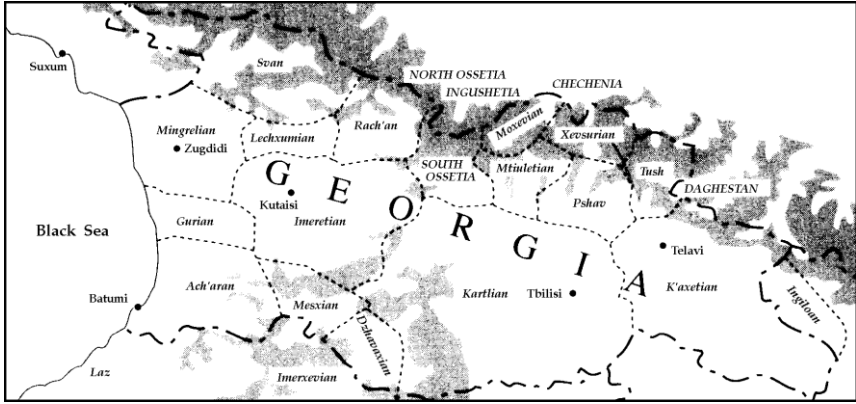 Suxum
Svan
NORTH OSSETIA
INGUSHETIA
CHECHENIA
Mingrelian
Zugdidi
Lechxumian
Rach'an
Moxevian
Xevsurian
SOUTH
OSSETIA
Mtiuletian
Tush
Pshav
DAGHESTAN
GEORGIA
Kutaisi
Imeretian
Gurian
Black Sea
Telavi
Ach'aran
Batumi
Mesxian
Kartlian
Tbilisi
K'axetian
Ingiloan
Dzhavaxian
Laz
Imerxevian